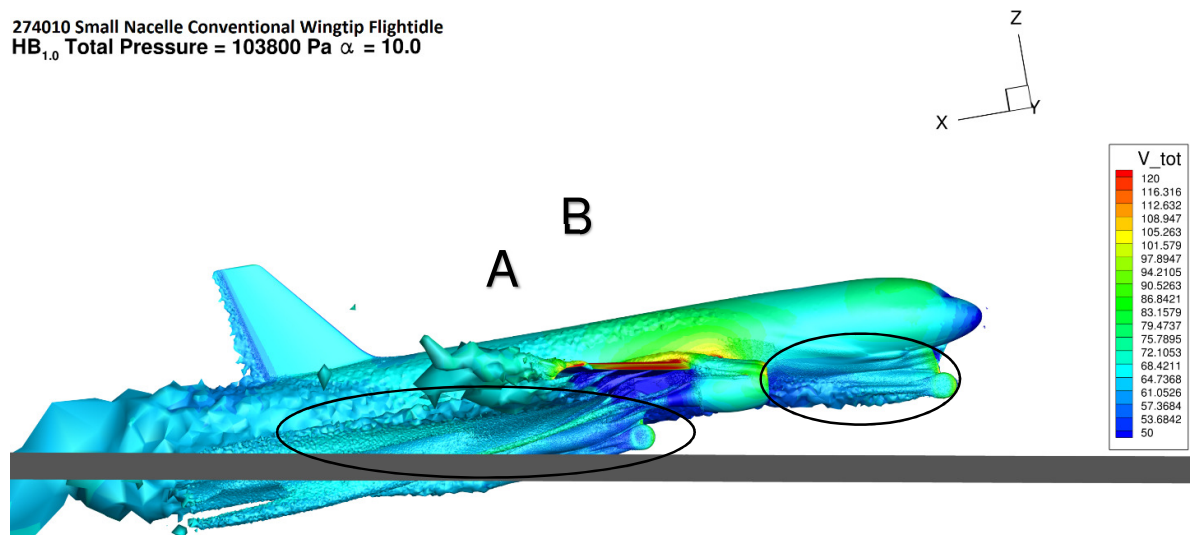 274010 Small Nacelle Conventional Wingtip Flightidle
HB1.0 Total Pressure = 103800 Pa α = 10.0
Z
X
Y
V_tot
120
116.316
112.632
108.947
105.263
101.579
97.8947
94.2105
90.5263
86.8421
83.1579
79.4737
75.7895
72.1053
68.4211
64.7368
61.0526
57.3684
53.6842
50
B
A